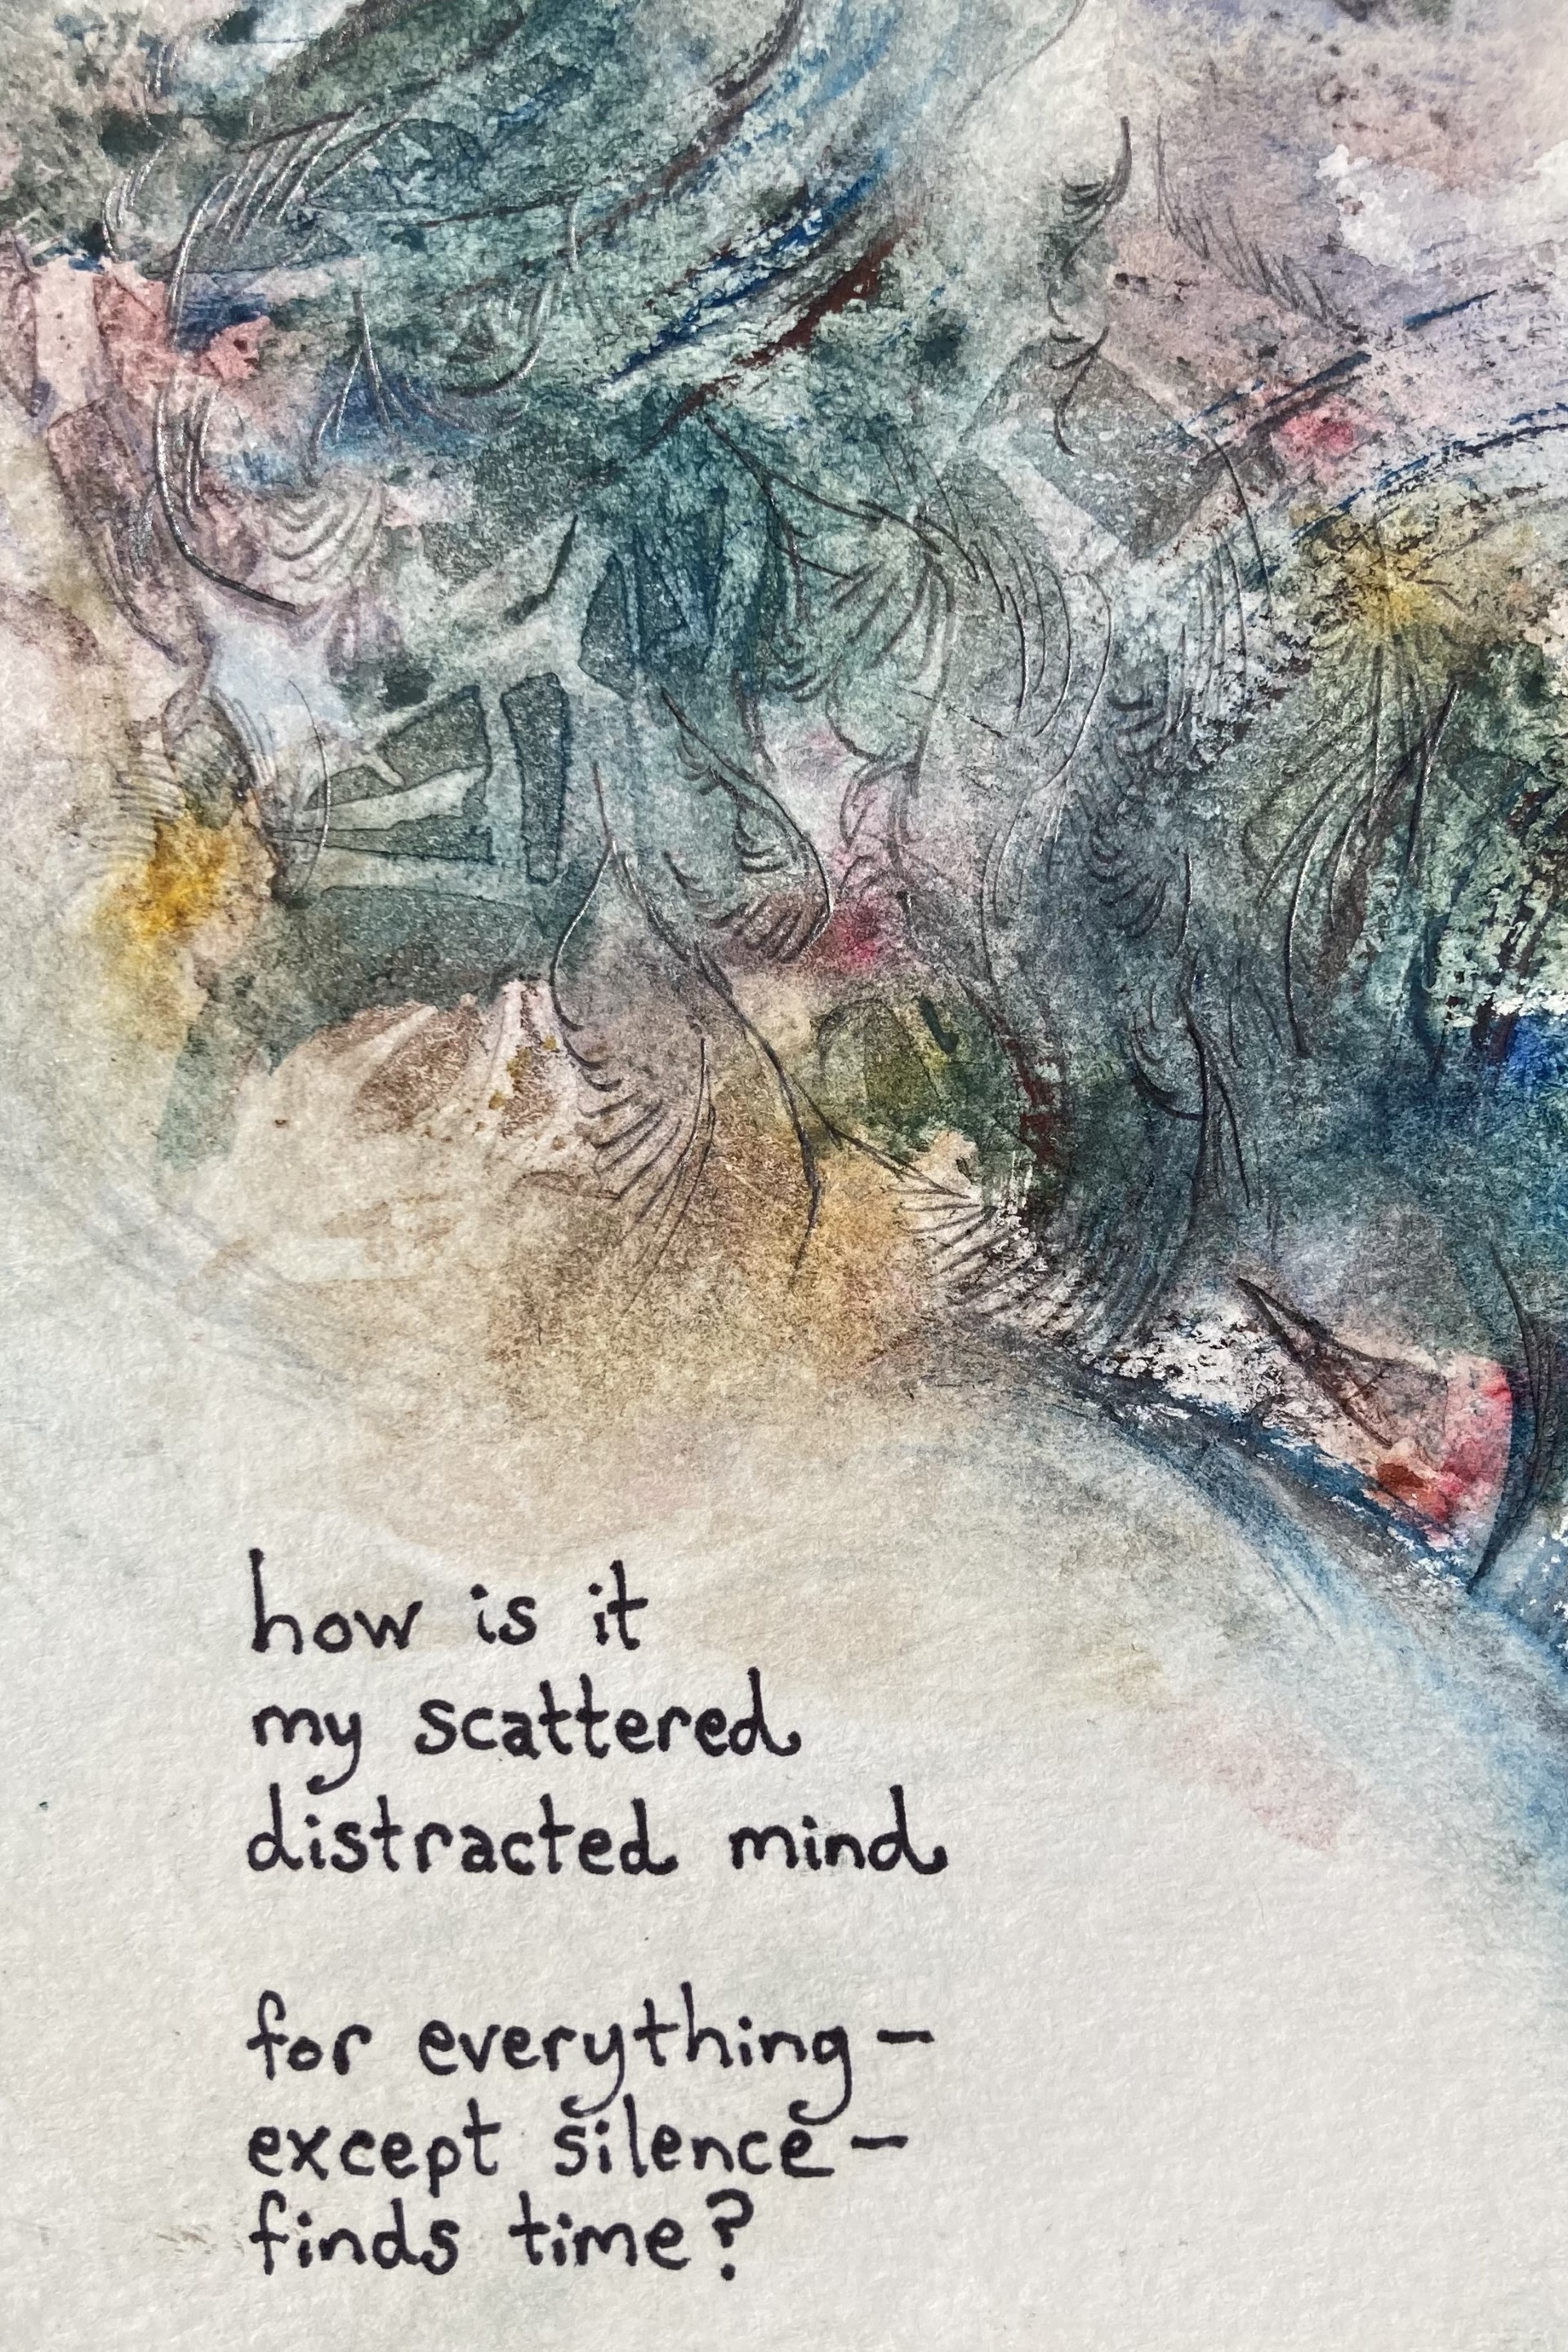 how is it
my scattered
distracted mind
for everything –
except silence –
finds time?